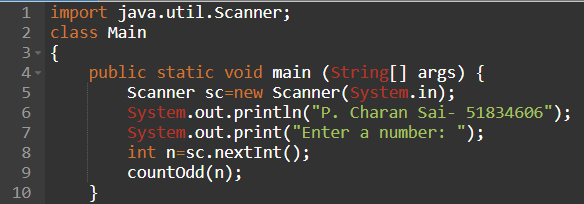 1 import java.util.Scanner;
2 class Main
3 {
4 public static void main (String[] args) {
5 Scanner sc=new Scanner(System.in);
6 System.out.println("P. Charan Sai- 51834606");
7 System.out.print("Enter a number: ");
8 int n=sc.nextInt();
9 countOdd(n);
10 }